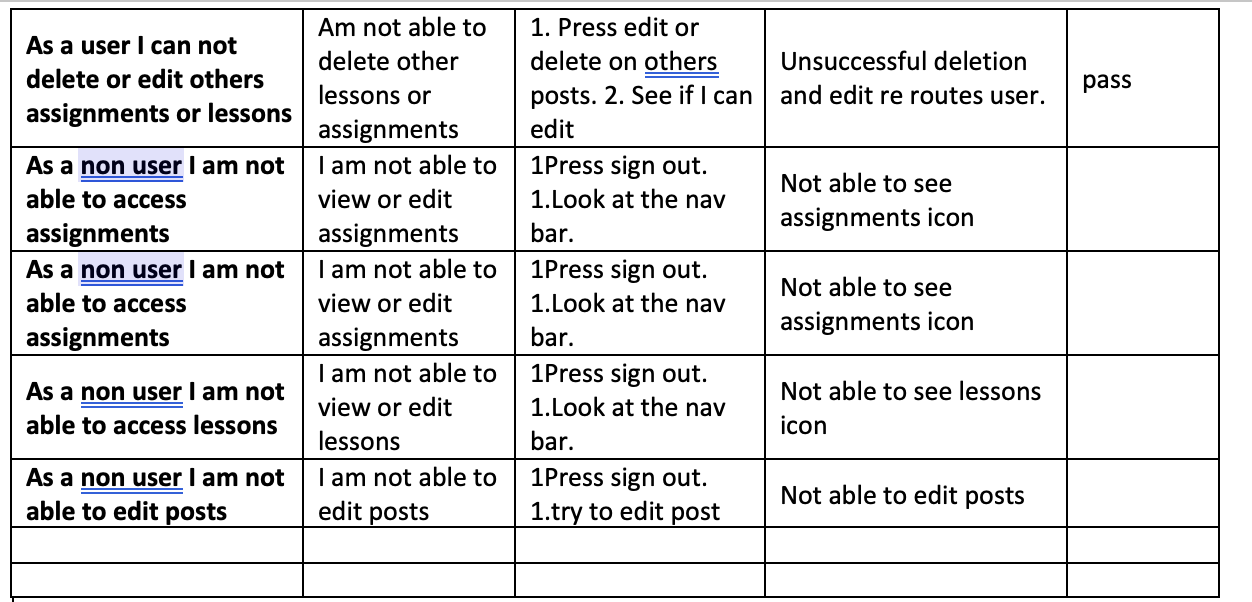 As a user I can not
delete or edit others
assignments or lessons
Am not able to
delete other
lessons or
assignments
1. Press edit or
delete on others
posts. 2. See if I can
edit
Unsuccessful deletion
and edit re routes user.
pass
As a non user I am not
able to access
assignments
I am not able to
view or edit
assignments
1Press sign out.
1.Look at the nav
bar.
Not able to see
assignments icon
As a non user I am not
able to access
assignments
I am not able to
view or edit
assignments
1Press sign out.
1.Look at the nav
bar.
Not able to see
assignments icon
As a non user I am not
able to access lessons
I am not able to
view or edit
lessons
1Press sign out.
1.Look at the nav
bar.
Not able to see lessons
icon
As a non user I am not
able to edit posts
I am not able to
edit posts
1Press sign out.
1.try to edit post
Not able to edit posts